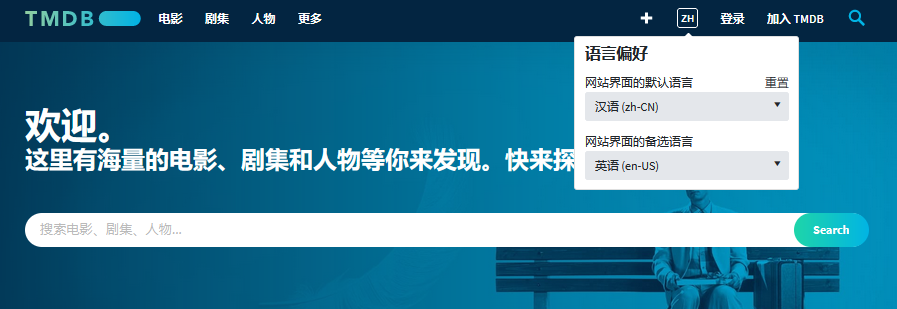 TMDB 电影 剧集 人物 更多 ZH 登录 加入 TMDB
语言偏好
网站界面的默认语言 重置
汉语 (zh-CN)
网站界面的备选语言
英语 (en-US)
欢迎。
这里有海量的电影、剧集和人物等你来发现。快来探
搜索电影、剧集、人物... Search